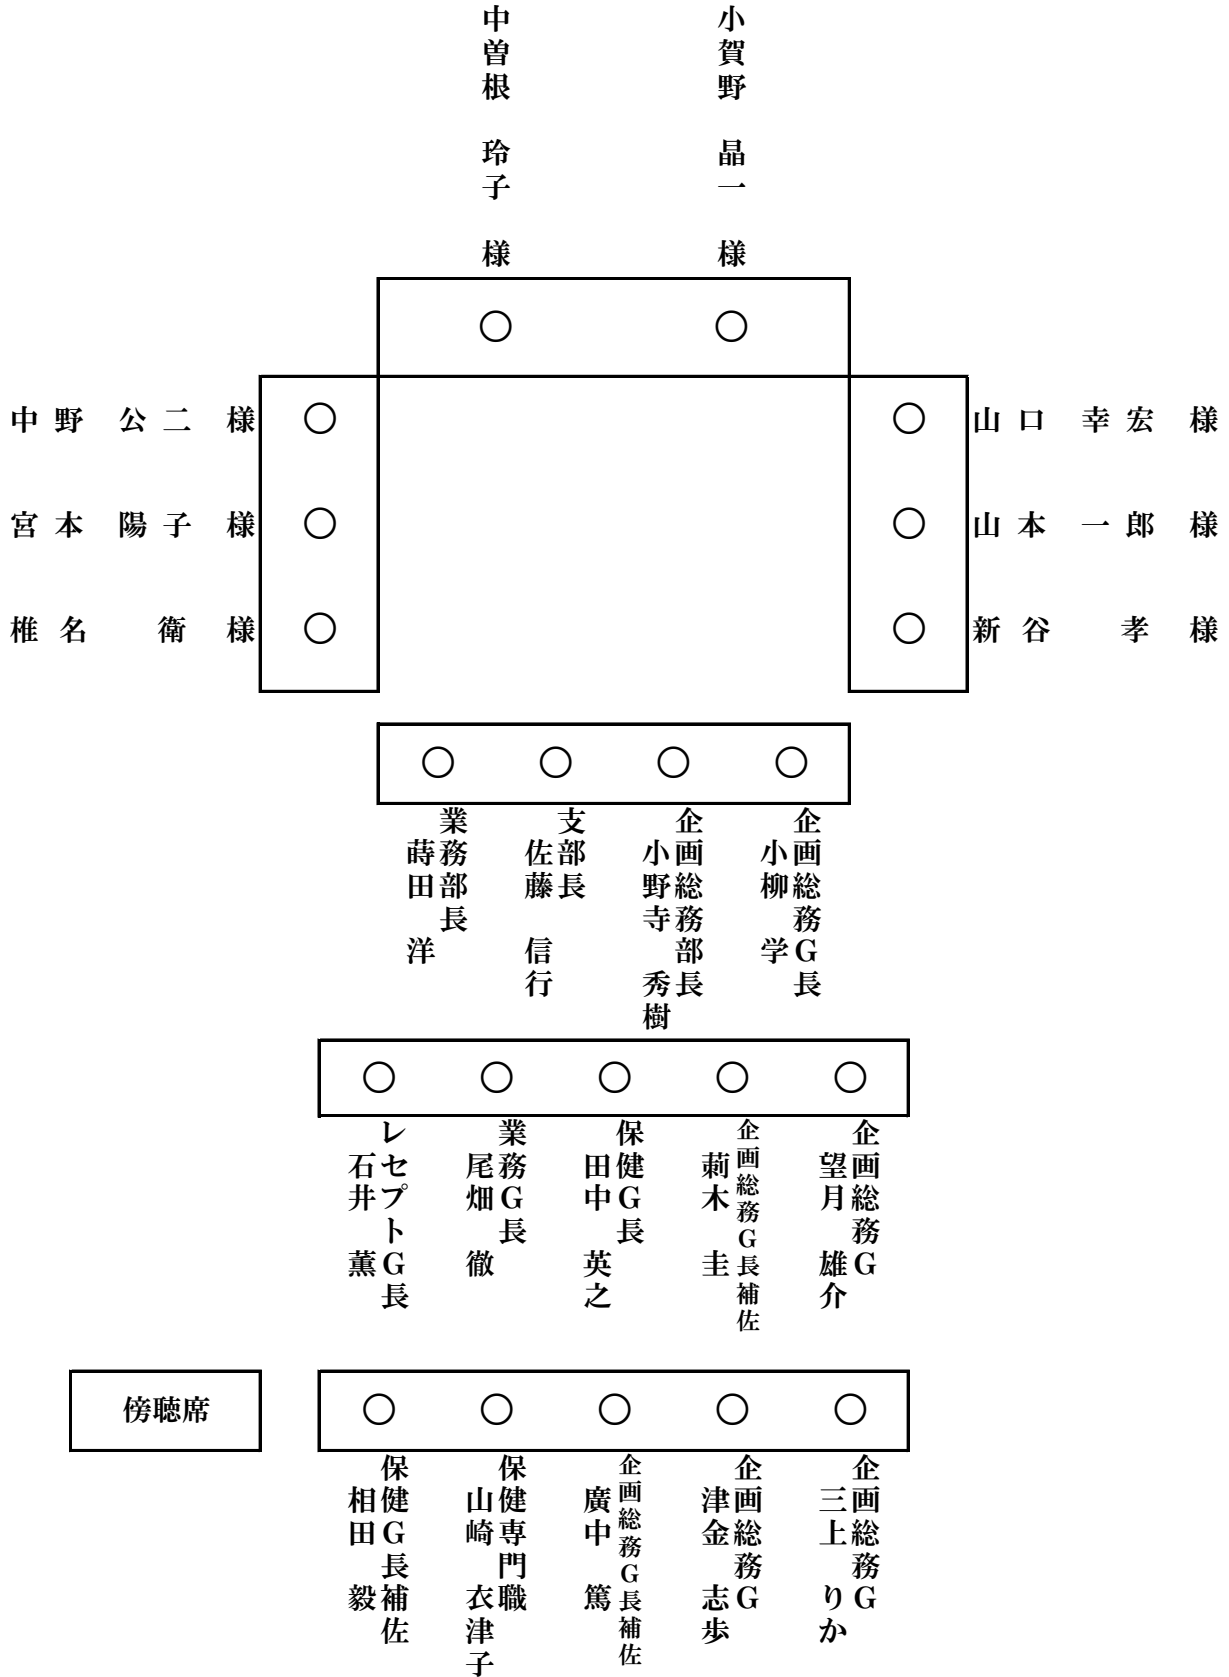 中曽根 玲子 様
小賀野 晶一 様
中野 公二 様
宮本 陽子 様
椎名 衛 様
山口 幸宏 様
山本 一郎 様
新谷 孝 様
業務部長
蒔田 洋
支部長
佐藤 信行
企画総務部長
小野寺 秀樹
企画総務G長
小柳 学
レセプトG長
石井 薫
業務G長
尾畑 徹
保健G長
田中 英之
企画総務G長補佐
莿木 圭
企画総務G
望月 雄介
傍聴席
保健G長補佐
相田 毅
保健専門職
山崎 衣津子
企画総務G長補佐
廣中 篤
企画総務G
津金 志歩
企画総務G
三上 りか